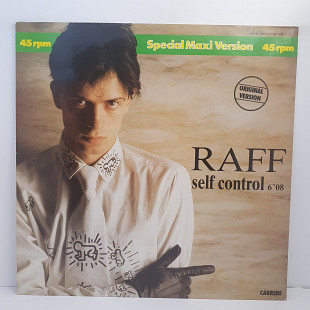 45 rpm Special Maxi Version 45 rpm
ORIGINAL
VERSION
RAFF
self control 6'08
CARRERE